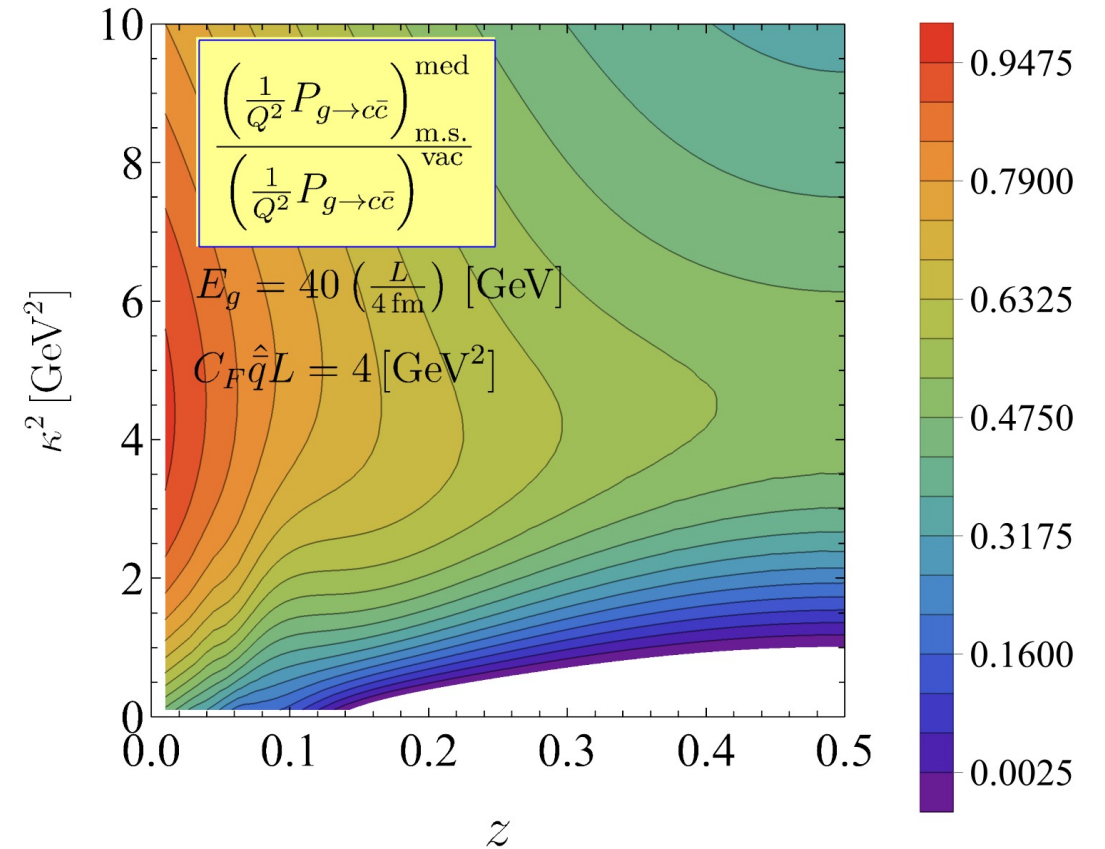 (1/Q² P_{g→cc̄})^med
m.s.
(1/Q² P_{g→cc̄})^vac
E_g = 40 (L/4 fm) [GeV]
C_F \hat{\bar{q}} L = 4 [GeV²]
κ² [GeV²]
10
8
6
4
2
0
0.0 0.1 0.2 0.3 0.4 0.5
z
0.9475
0.7900
0.6325
0.4750
0.3175
0.1600
0.0025